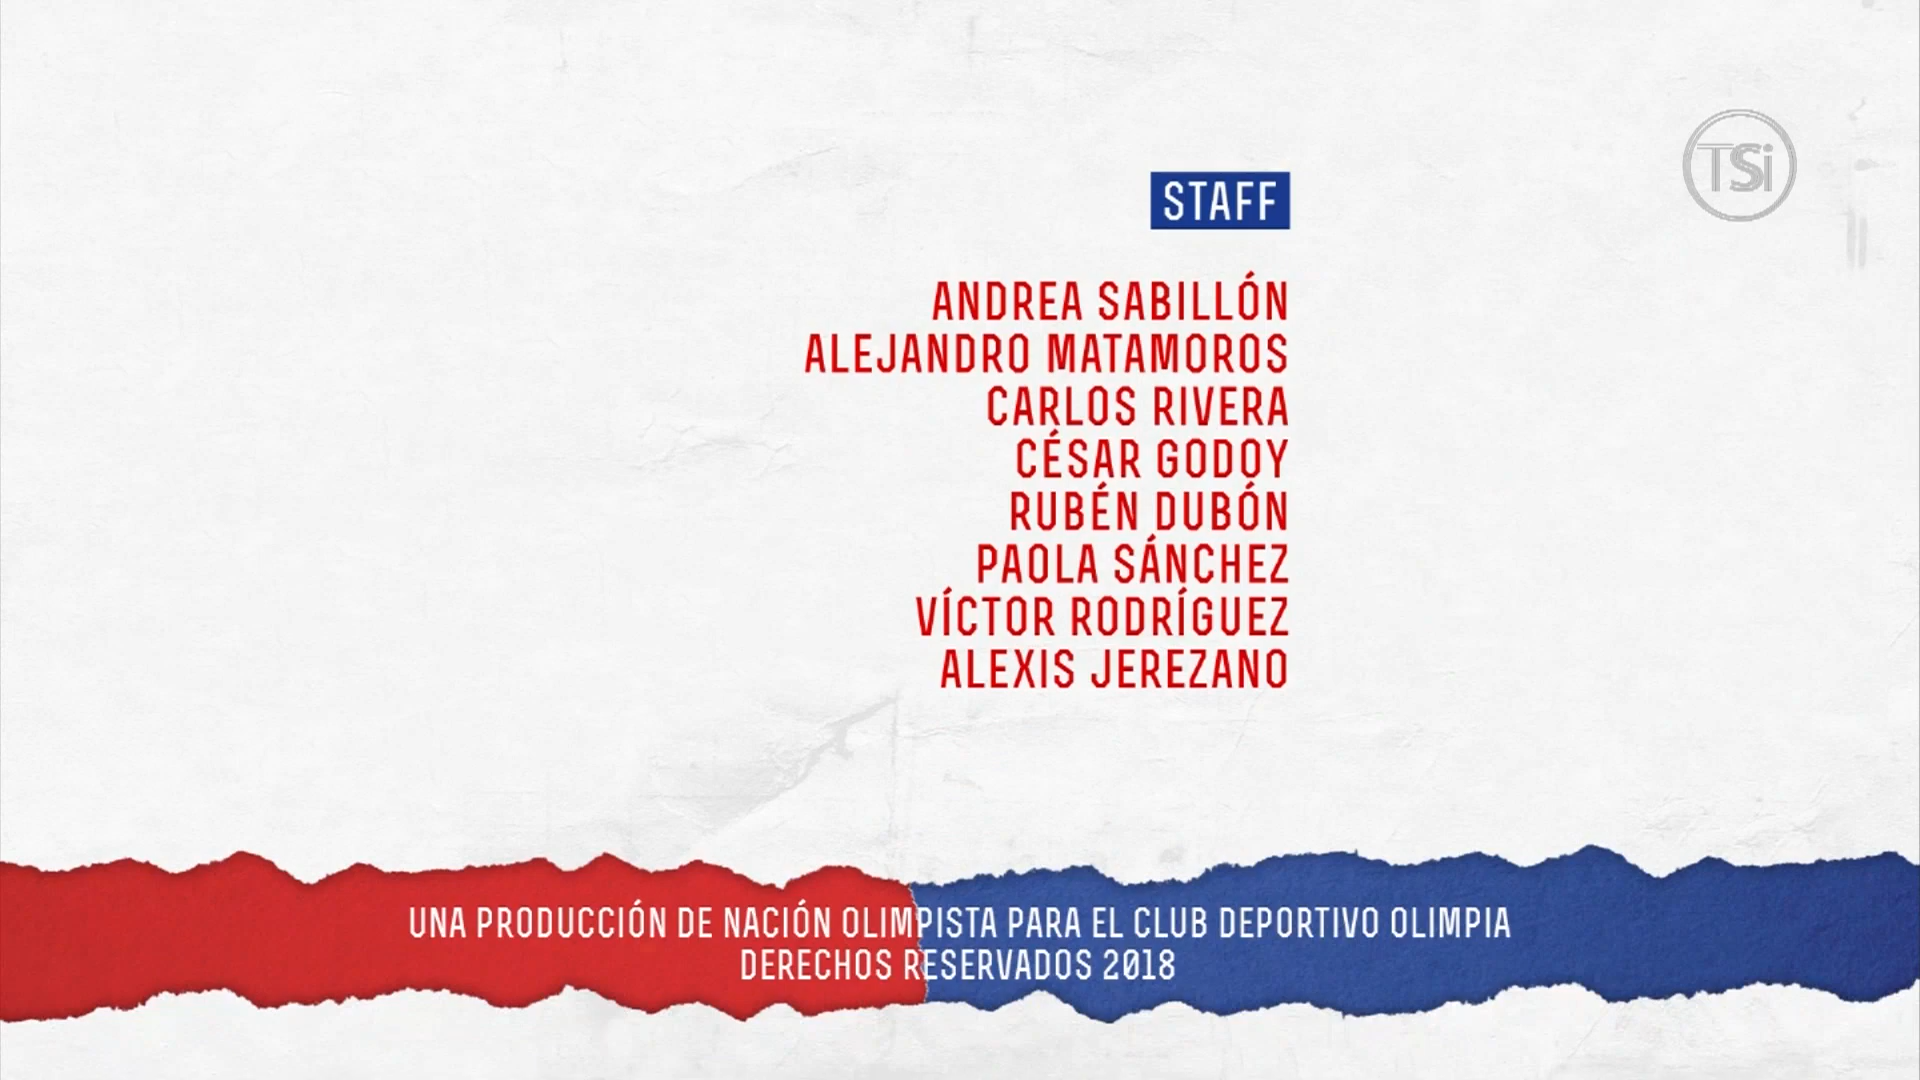 TSi
STAFF
ANDREA SABILLÓN
ALEJANDRO MATAMOROS
CARLOS RIVERA
CÉSAR GODOY
RUBÉN DUBÓN
PAOLA SÁNCHEZ
VÍCTOR RODRÍGUEZ
ALEXIS JEREZANO
UNA PRODUCCIÓN DE NACIÓN OLIMPISTA PARA EL CLUB DEPORTIVO OLIMPIA
DERECHOS RESERVADOS 2018